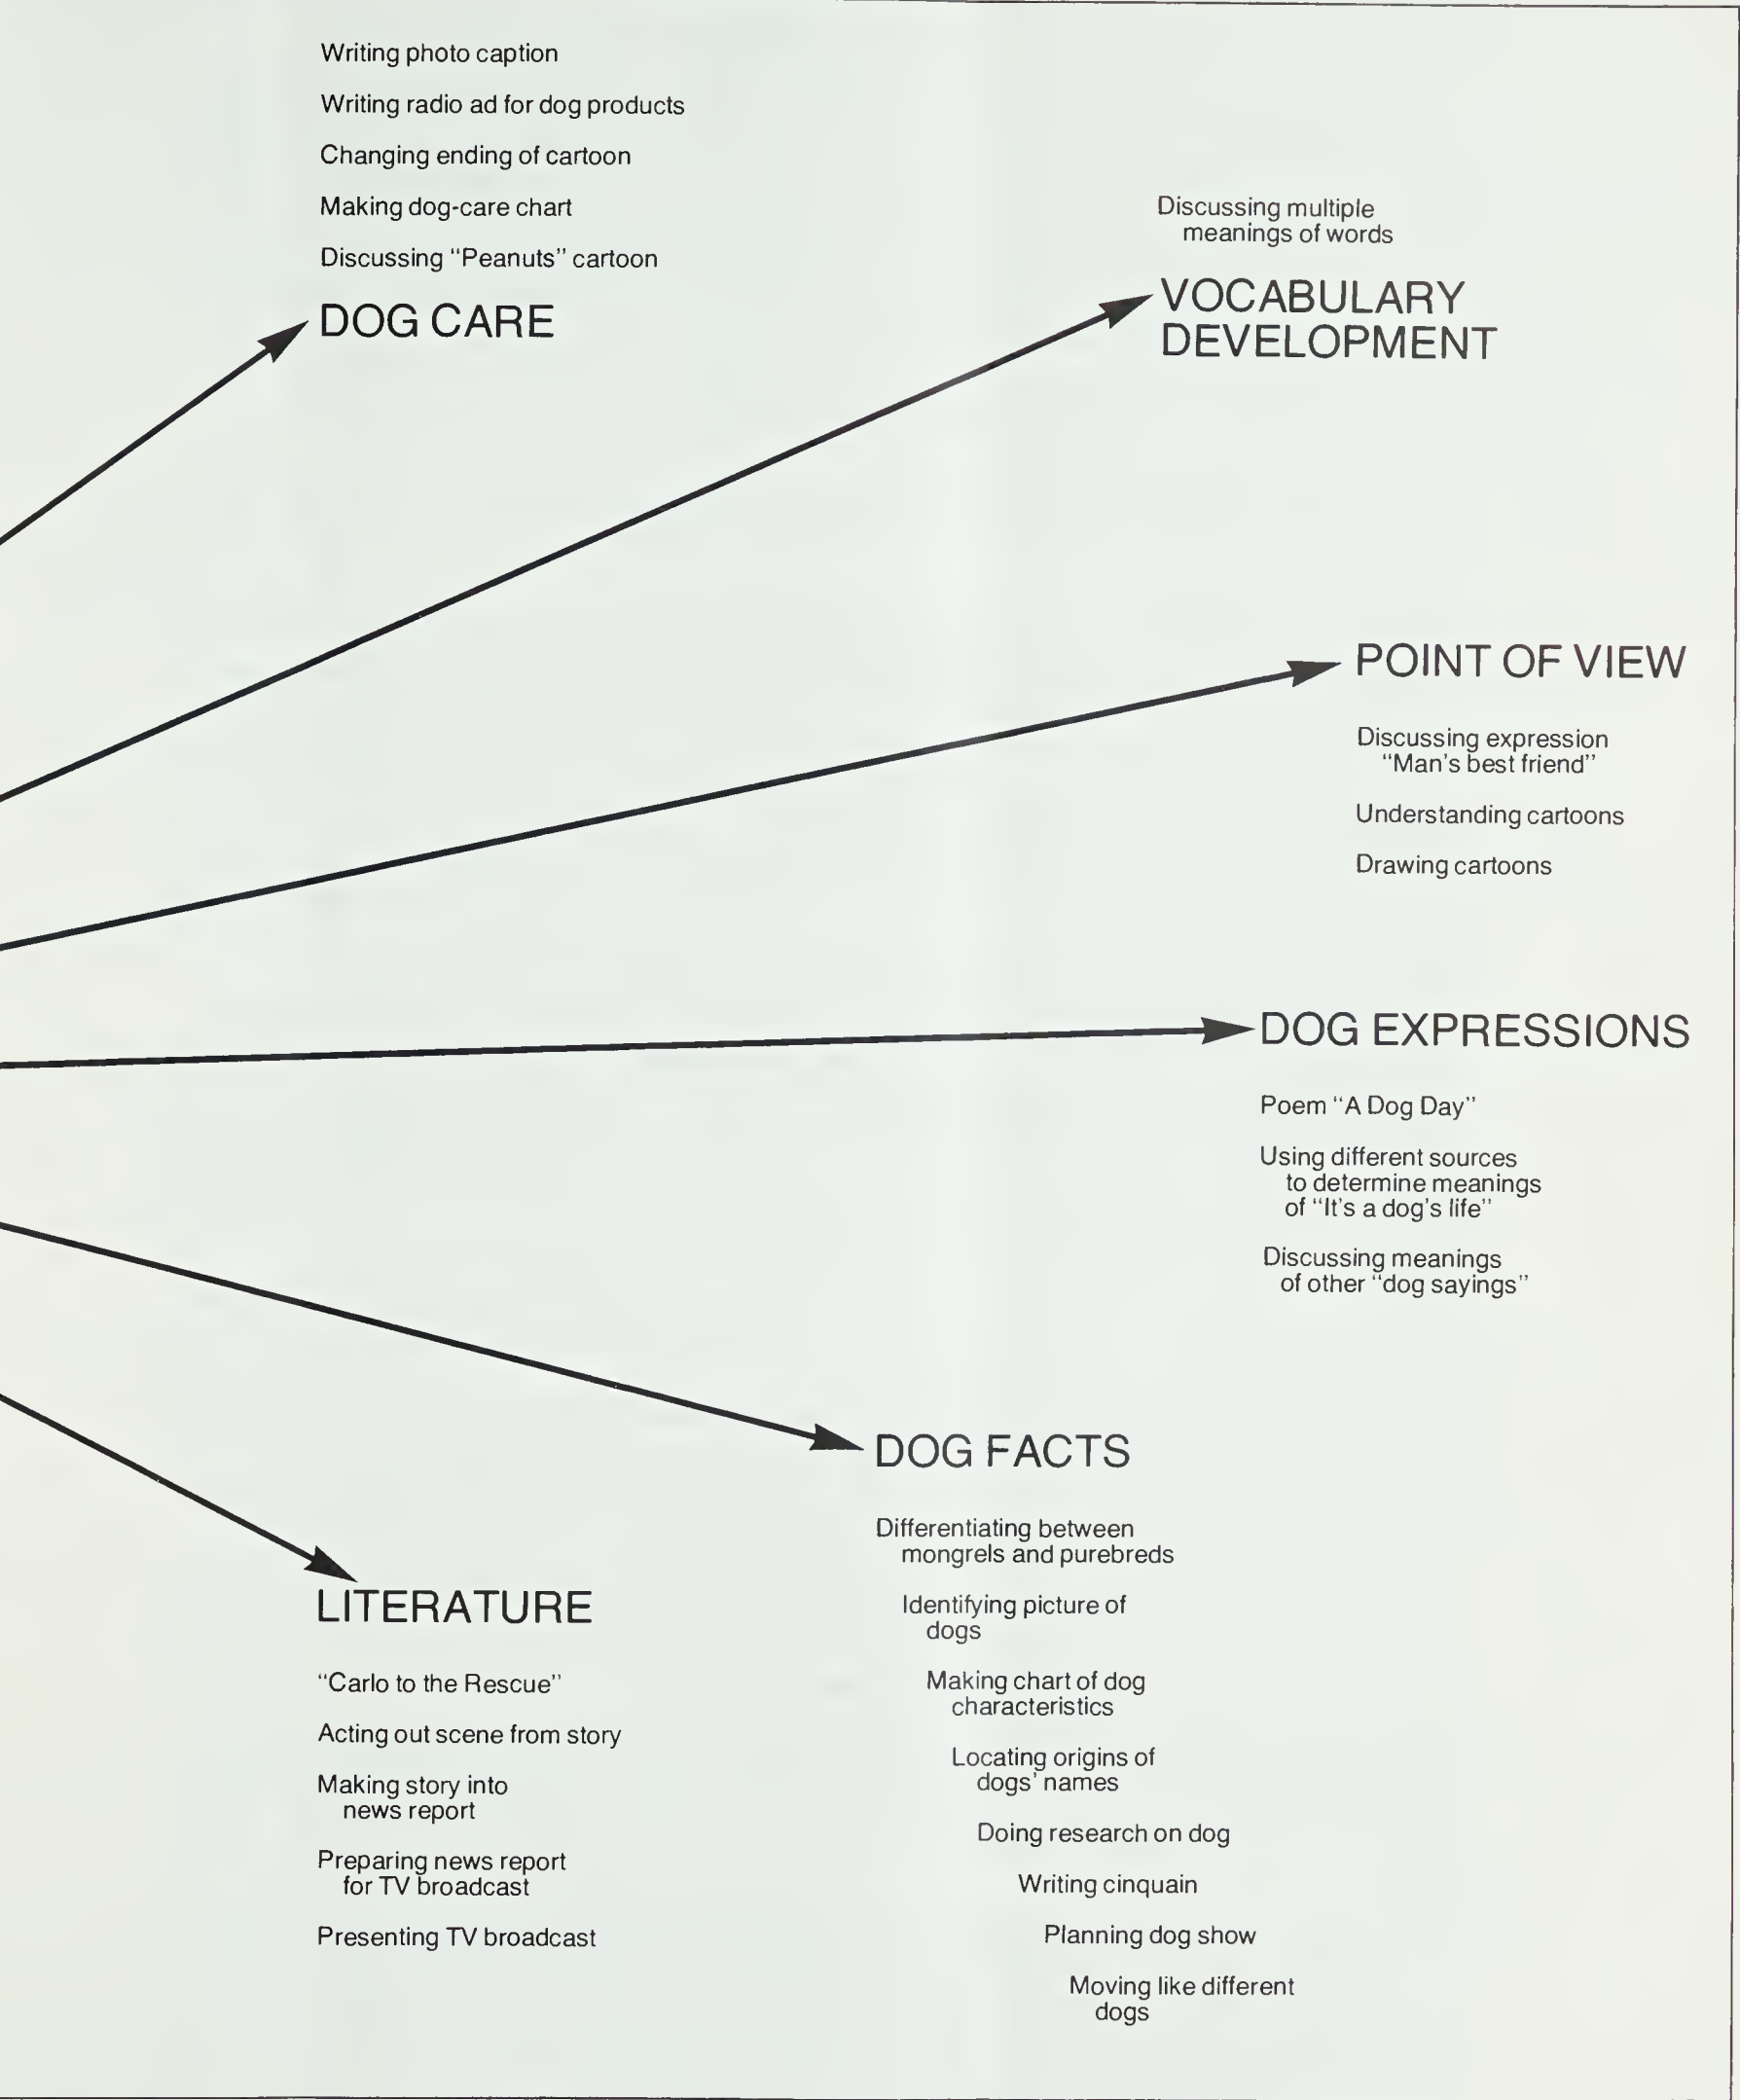 Writing photo caption
Writing radio ad for dog products
Changing ending of cartoon
Making dog-care chart
Discussing “Peanuts” cartoon
DOG CARE
Discussing multiple
meanings of words
VOCABULARY
DEVELOPMENT
POINT OF VIEW
Discussing expression
“Man’s best friend”
Understanding cartoons
Drawing cartoons
DOG EXPRESSIONS
Poem “A Dog Day”
Using different sources
to determine meanings
of “It’s a dog’s life”
Discussing meanings
of other “dog sayings”
DOG FACTS
Differentiating between
mongrels and purebreds
Identifying picture of
dogs
Making chart of dog
characteristics
Locating origins of
dogs’ names
Doing research on dog
Writing cinquain
Planning dog show
Moving like different
dogs
LITERATURE
“Carlo to the Rescue”
Acting out scene from story
Making story into
news report
Preparing news report
for TV broadcast
Presenting TV broadcast